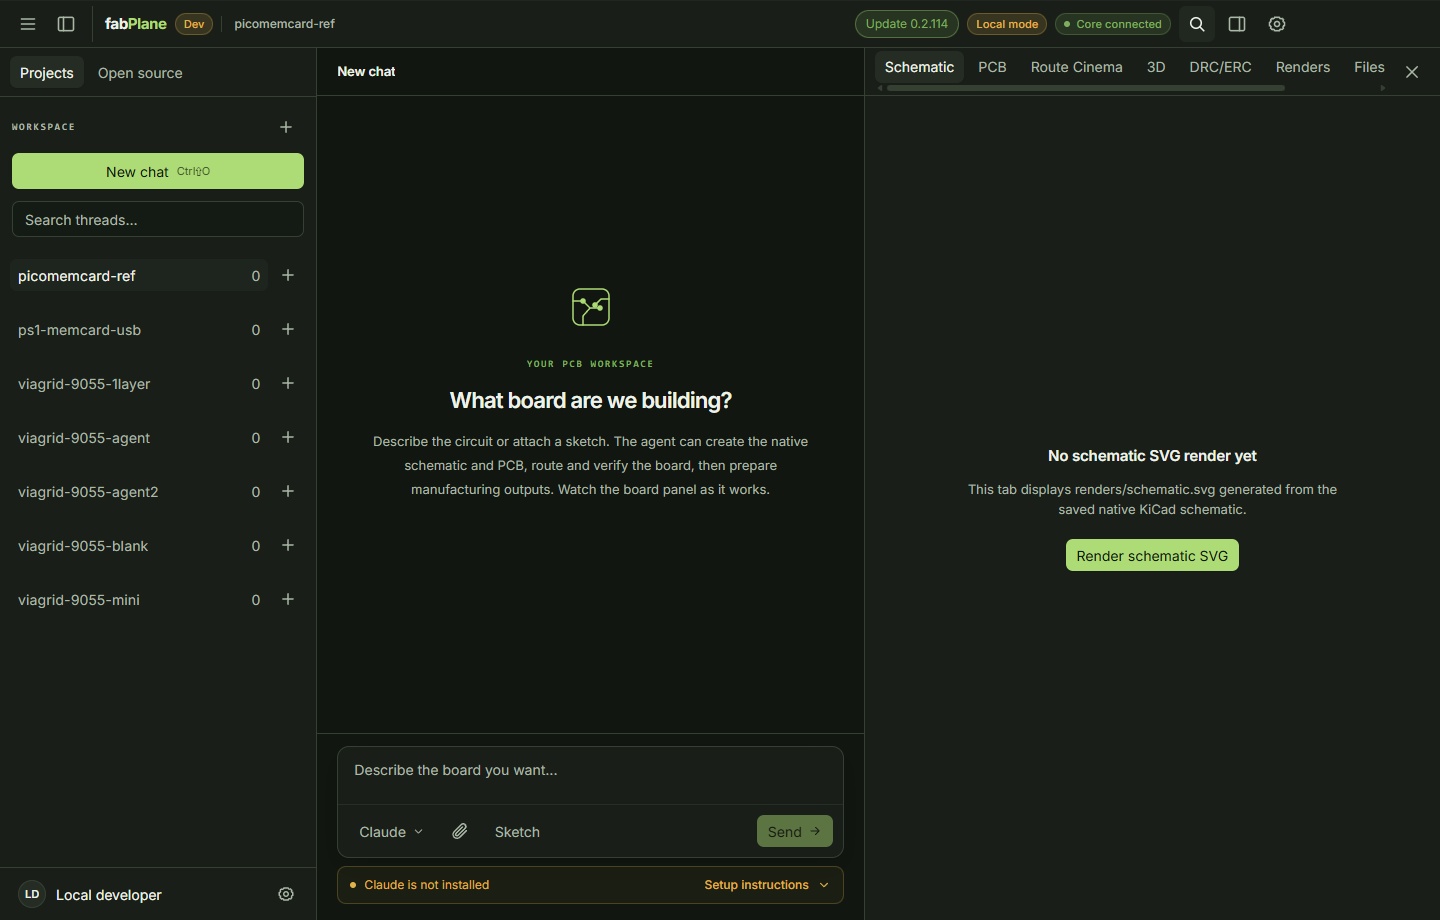 fabPlane Dev picomemcard-ref
Update 0.2.114 Local mode Core connected
Projects Open source
WORKSPACE
New chat Ctrl⇧O
Search threads...
picomemcard-ref 0
ps1-memcard-usb 0
viagrid-9055-1layer 0
viagrid-9055-agent 0
viagrid-9055-agent2 0
viagrid-9055-blank 0
viagrid-9055-mini 0
LD Local developer
New chat
YOUR PCB WORKSPACE
What board are we building?
Describe the circuit or attach a sketch. The agent can create the native
schematic and PCB, route and verify the board, then prepare
manufacturing outputs. Watch the board panel as it works.
Describe the board you want...
Claude Sketch Send
Claude is not installed Setup instructions
Schematic PCB Route Cinema 3D DRC/ERC Renders Files
No schematic SVG render yet
This tab displays renders/schematic.svg generated from the
saved native KiCad schematic.
Render schematic SVG